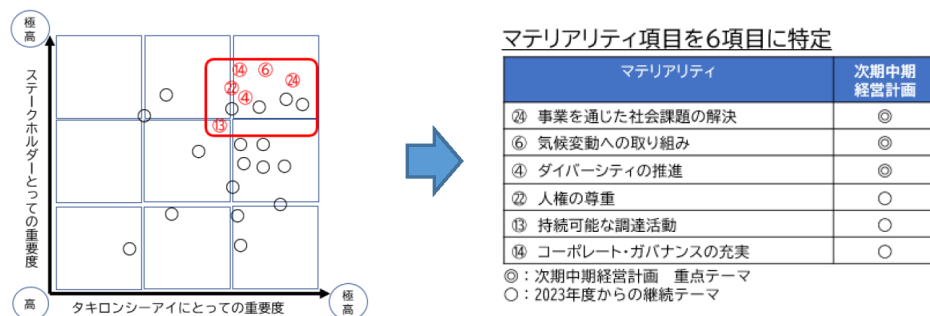 極高
ステークホルダーとっての重要度
⑭ ⑥ ㉔
㉒ ④
⑬
高
タキロンシーアイにとっての重要度
極高
マテリアリティ項目を6項目に特定
マテリアリティ 次期中期経営計画
㉔ 事業を通じた社会課題の解決 ◎
⑥ 気候変動への取り組み ◎
④ ダイバーシティの推進 ◎
㉒ 人権の尊重 ○
⑬ 持続可能な調達活動 ○
⑭ コーポレート・ガバナンスの充実 ○
◎：次期中期経営計画　重点テーマ
○：2023年度からの継続テーマ